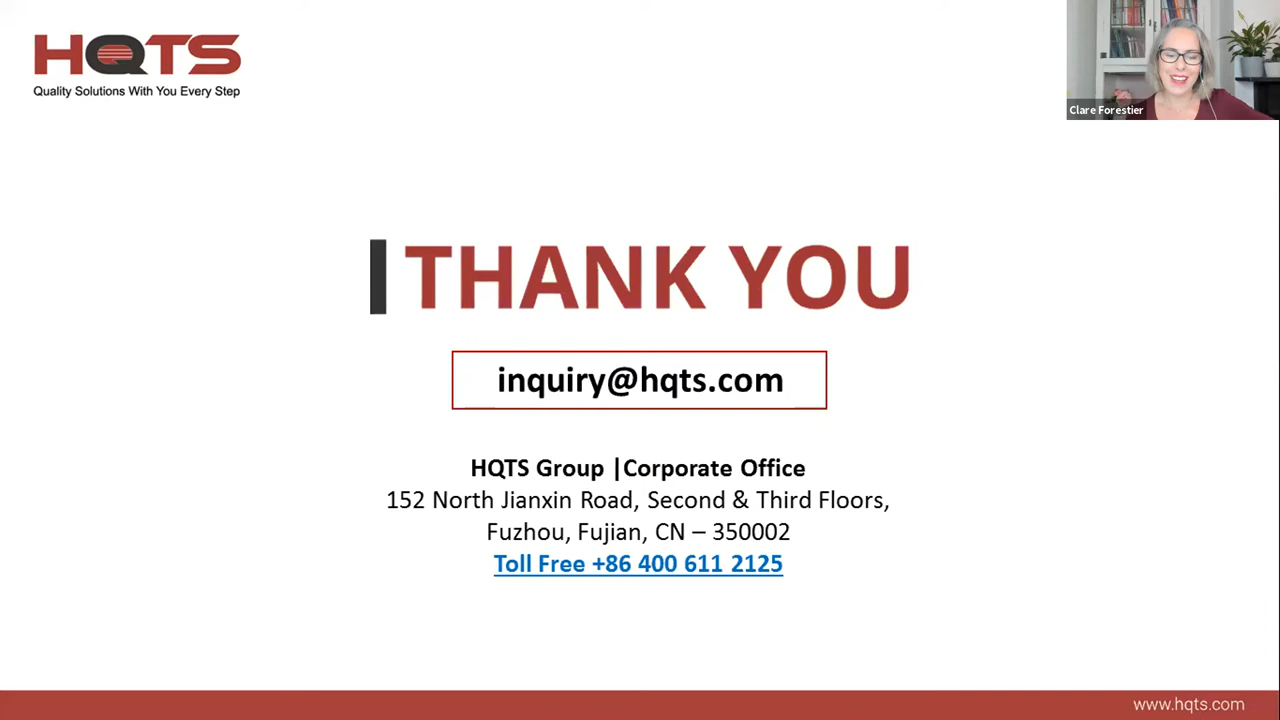 HQTS
Quality Solutions With You Every Step
Clare Forestier
THANK YOU
inquiry@hqts.com
HQTS Group |Corporate Office
152 North Jianxin Road, Second & Third Floors,
Fuzhou, Fujian, CN – 350002
Toll Free +86 400 611 2125
www.hqts.com